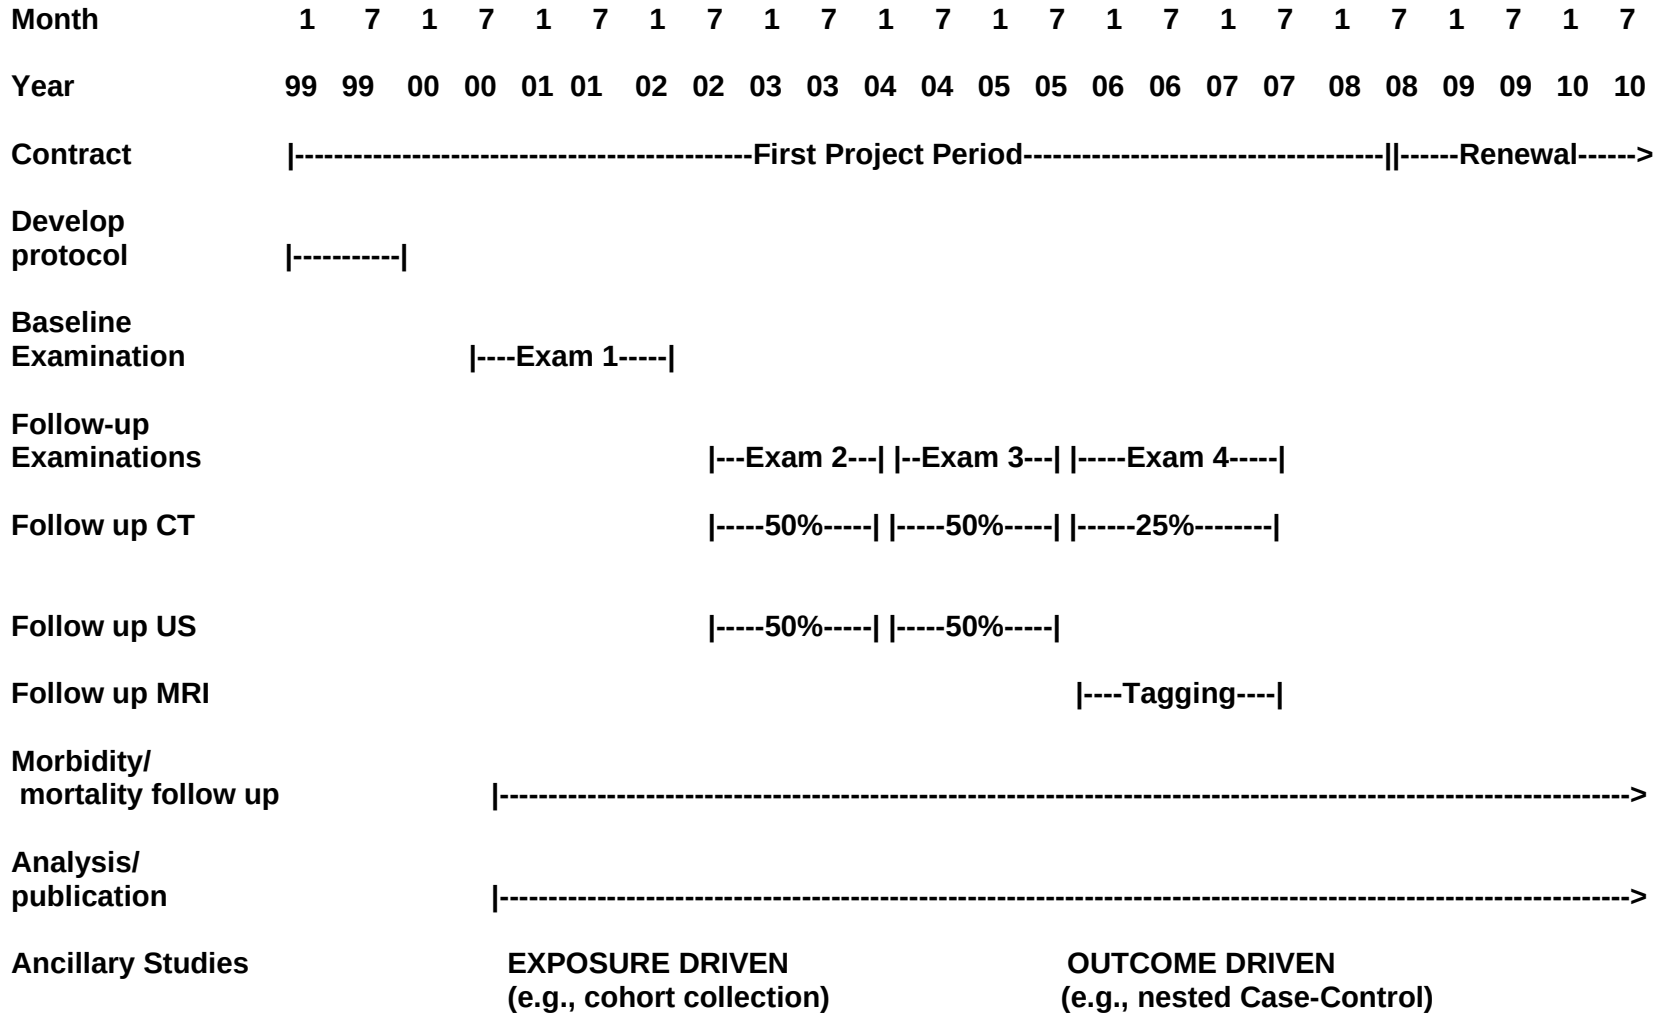 Month 1 7 1 7 1 7 1 7 1 7 1 7 1 7 1 7 1 7 1 7 1 7 1 7
Year 99 99 00 00 01 01 02 02 03 03 04 04 05 05 06 06 07 07 08 08 09 09 10 10
Contract |-----------------------------------------------First Project Period-------------------------------------||------Renewal------>
Develop
protocol |-----------|
Baseline
Examination |----Exam 1-----|
Follow-up
Examinations |---Exam 2---| |--Exam 3---| |-----Exam 4-----|
Follow up CT |-----50%-----| |-----50%-----| |------25%--------|
Follow up US |-----50%-----| |-----50%-----|
Follow up MRI |----Tagging----|
Morbidity/
mortality follow up |-------------------------------------------------------------------------------------------------------------------->
Analysis/
publication |-------------------------------------------------------------------------------------------------------------------->
Ancillary Studies EXPOSURE DRIVEN OUTCOME DRIVEN
(e.g., cohort collection) (e.g., nested Case-Control)